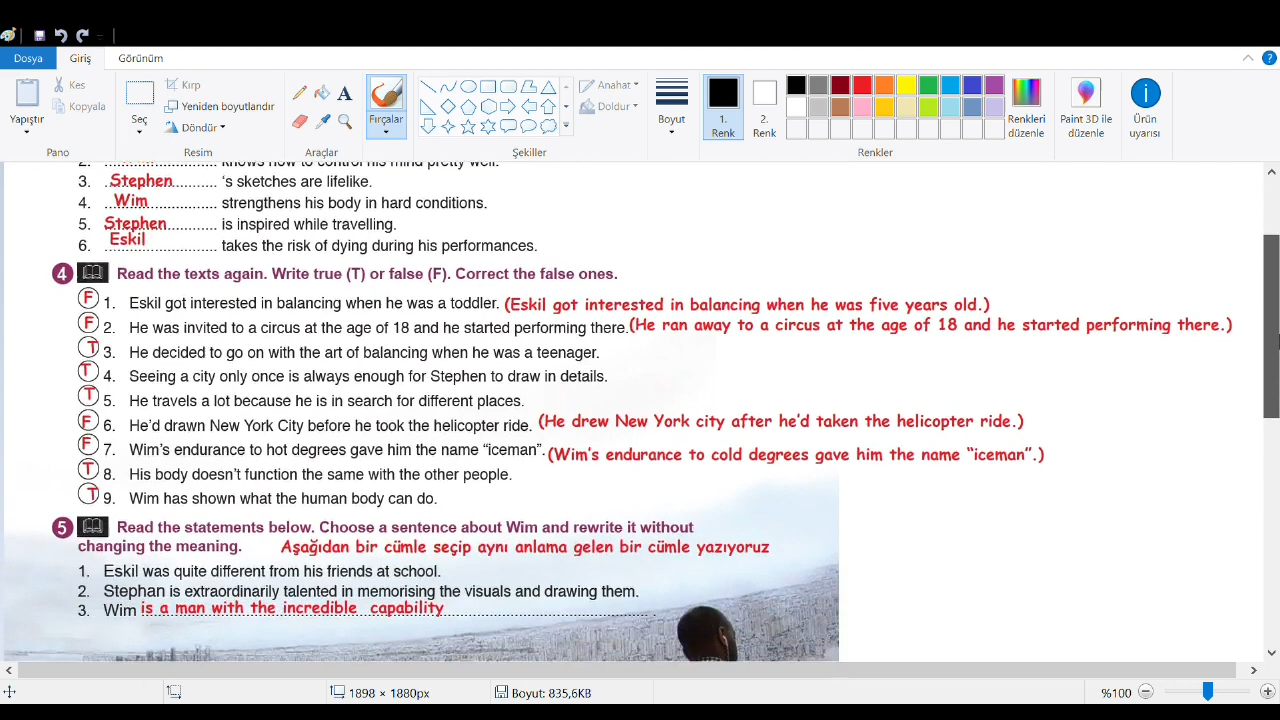 Dosya Giriş Görünüm
Yapıştır
Kes
Kopyala
Seç
Kırp
Yeniden boyutlandır
Döndür
A
Fırçalar
Anahat
Doldur
Boyut
1. Renk
2. Renk
Renkleri düzenle
Paint 3D ile düzenle
Ürün uyarısı
Pano Resim Araçlar Şekiller Renkler
2. knows how to control his mind pretty well.
3. Stephen 's sketches are lifelike.
4. Wim strengthens his body in hard conditions.
5. Stephen is inspired while travelling.
6. Eskil takes the risk of dying during his performances.
4 Read the texts again. Write true (T) or false (F). Correct the false ones.
F 1. Eskil got interested in balancing when he was a toddler. (Eskil got interested in balancing when he was five years old.)
F 2. He was invited to a circus at the age of 18 and he started performing there. (He ran away to a circus at the age of 18 and he started performing there.)
T 3. He decided to go on with the art of balancing when he was a teenager.
T 4. Seeing a city only once is always enough for Stephen to draw in details.
T 5. He travels a lot because he is in search for different places.
F 6. He'd drawn New York City before he took the helicopter ride. (He drew New York city after he'd taken the helicopter ride.)
F 7. Wim's endurance to hot degrees gave him the name “iceman”. (Wim's endurance to cold degrees gave him the name “iceman”.)
T 8. His body doesn't function the same with the other people.
T 9. Wim has shown what the human body can do.
5 Read the statements below. Choose a sentence about Wim and rewrite it without
changing the meaning. Aşağıdan bir cümle seçip aynı anlama gelen bir cümle yazıyoruz
1. Eskil was quite different from his friends at school.
2. Stephan is extraordinarily talented in memorising the visuals and drawing them.
3. Wim is a man with the incredible capability
1898 × 1880px Boyut: 835,6KB %100